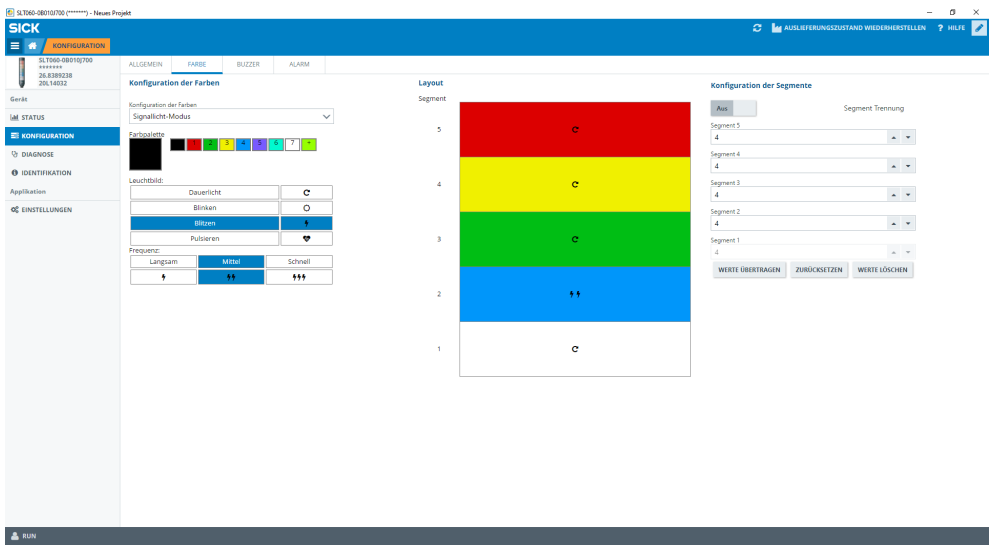 SLT060-0B010J700 (*******) - Neues Projekt
SICK
AUSLIEFERUNGSZUSTAND WIEDERHERSTELLEN
? HILFE
KONFIGURATION
SLT060-0B010J700
*******
26.8389238
20L14032
Gerät
STATUS
KONFIGURATION
DIAGNOSE
IDENTIFIKATION
Applikation
EINSTELLUNGEN
ALLGEMEIN FARBE BUZZER ALARM
Konfiguration der Farben
Konfiguration der Farben
Signallicht-Modus
Farbpalette
1 2 3 4 5 6 7 *
Leuchtbild:
Dauerlicht
Blinken
Blitzen
Pulsieren
Frequenz:
Langsam Mittel Schnell
Layout
Segment
5
4
3
2
1
Konfiguration der Segmente
Aus Segment Trennung
Segment 5
4
Segment 4
4
Segment 3
4
Segment 2
4
Segment 1
4
WERTE ÜBERTRAGEN ZURÜCKSETZEN WERTE LÖSCHEN
RUN